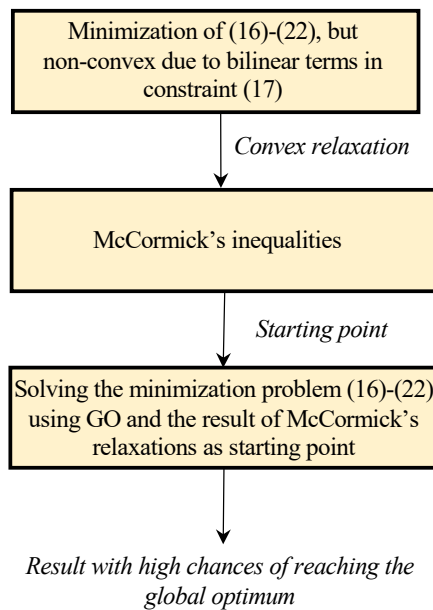 Minimization of (16)-(22), but
non-convex due to bilinear terms in
constraint (17)
Convex relaxation
McCormick's inequalities
Starting point
Solving the minimization problem (16)-(22)
using GO and the result of McCormick's
relaxations as starting point
Result with high chances of reaching the
global optimum